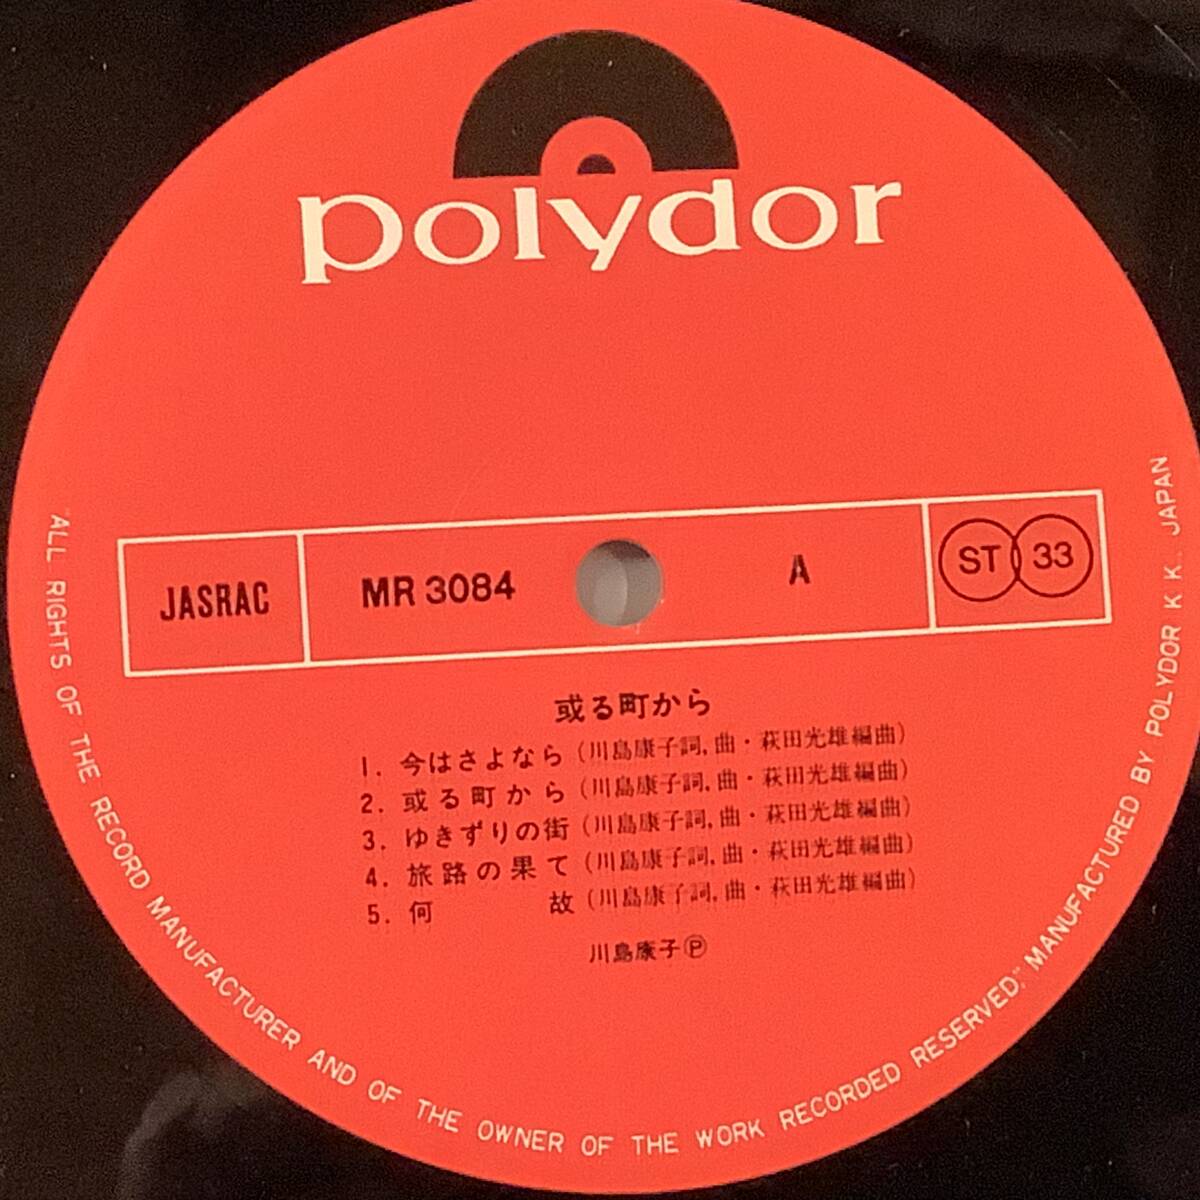 polydor
JASRAC MR 3084 A ST 33
或る町から
1. 今はさよなら (川島康子詞,曲・萩田光雄編曲)
2. 或る町から (川島康子詞,曲・萩田光雄編曲)
3. ゆきずりの街 (川島康子詞,曲・萩田光雄編曲)
4. 旅路の果て (川島康子詞,曲・萩田光雄編曲)
5. 何故 (川島康子詞,曲・萩田光雄編曲)
川島康子Ⓟ
"ALL RIGHTS OF THE RECORD MANUFACTURER AND OF THE OWNER OF THE WORK RECORDED RESERVED," MANUFACTURED BY POLYDOR K K. JAPAN